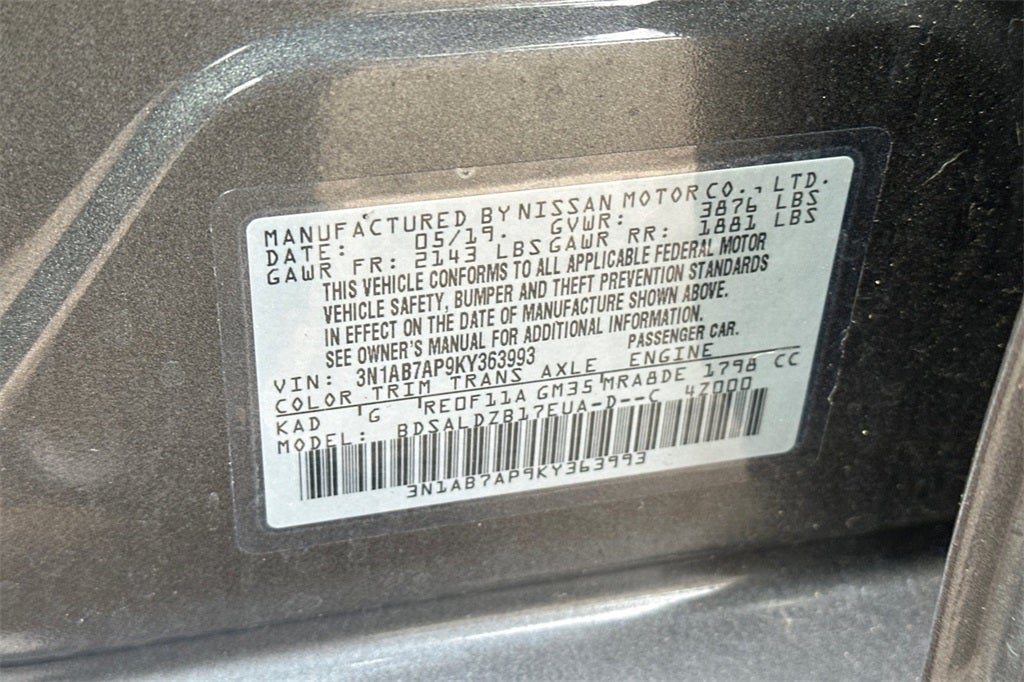 MANUFACTURED BY NISSAN MOTOR CO., LTD.
DATE: 05/19. GVWR: 3876 LBS
GAWR FR: 2143 LBS GAWR RR: 1881 LBS
THIS VEHICLE CONFORMS TO ALL APPLICABLE FEDERAL MOTOR
VEHICLE SAFETY, BUMPER AND THEFT PREVENTION STANDARDS
IN EFFECT ON THE DATE OF MANUFACTURE SHOWN ABOVE.
SEE OWNER'S MANUAL FOR ADDITIONAL INFORMATION.
VIN: 3N1AB7AP9KY363993 PASSENGER CAR.
COLOR TRIM TRANS AXLE ENGINE
KAD G RE0F11A GM35 MRA8DE 1798 CC
MODEL: BDSALDZB17EUA-D--C 47000
3N1AB7AP9KY363993